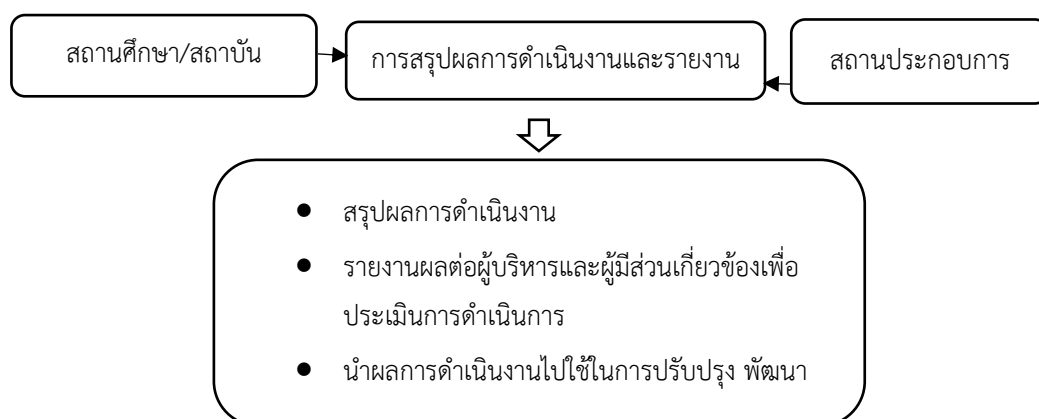 สถานศึกษา/สถาบัน
การสรุปผลการดำเนินงานและรายงาน
สถานประกอบการ
● สรุปผลการดำเนินงาน
● รายงานผลต่อผู้บริหารและผู้มีส่วนเกี่ยวข้องเพื่อ
ประเมินการดำเนินการ
● นำผลการดำเนินงานไปใช้ในการปรับปรุง พัฒนา